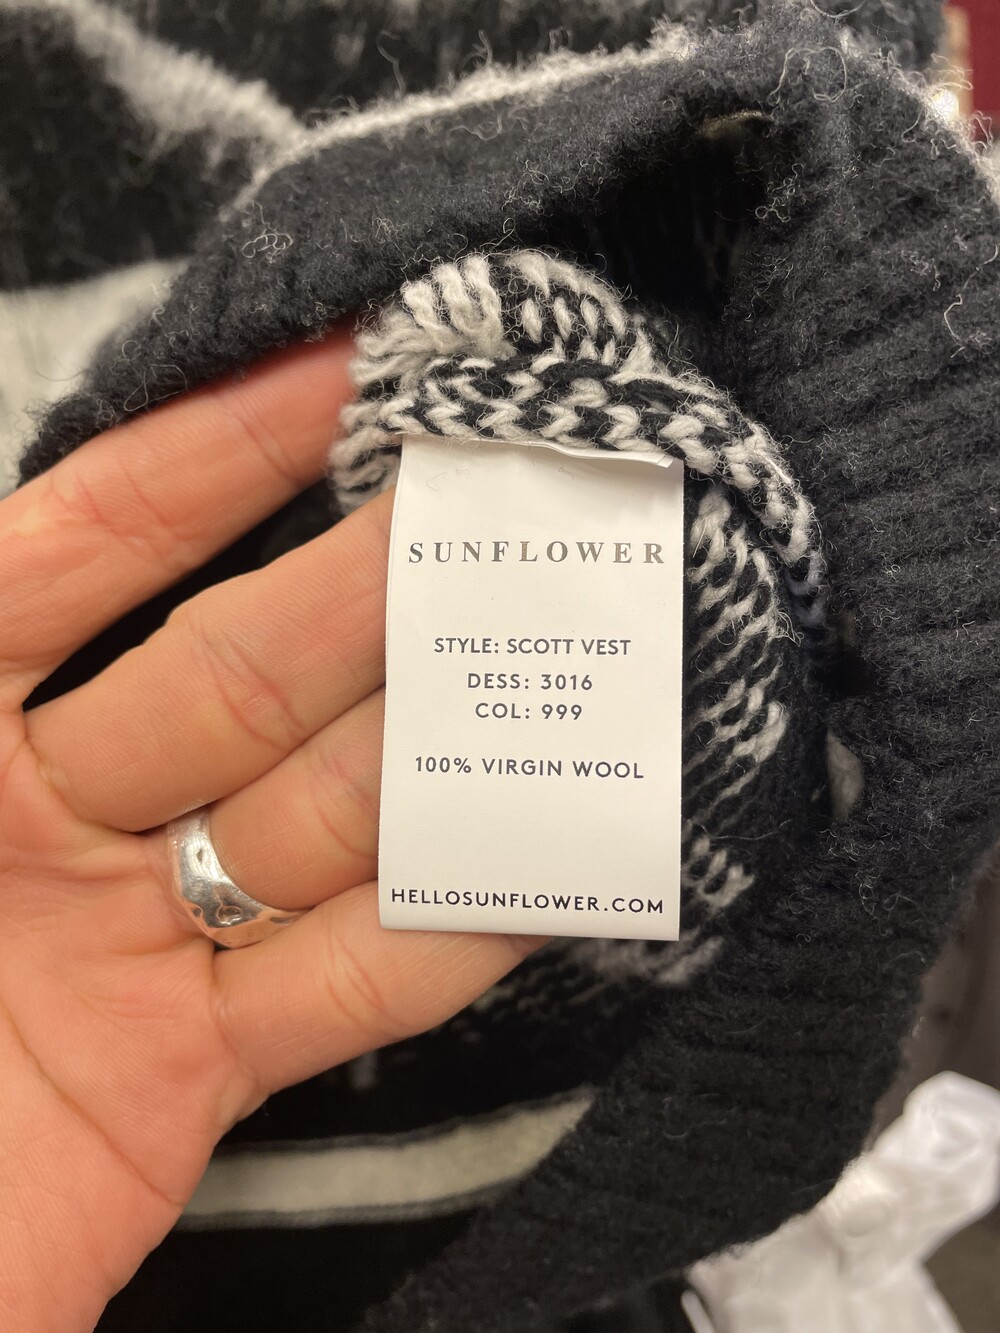 SUNFLOWER
STYLE: SCOTT VEST
DESS: 3016
COL: 999
100% VIRGIN WOOL
HELLOSUNFLOWER.COM